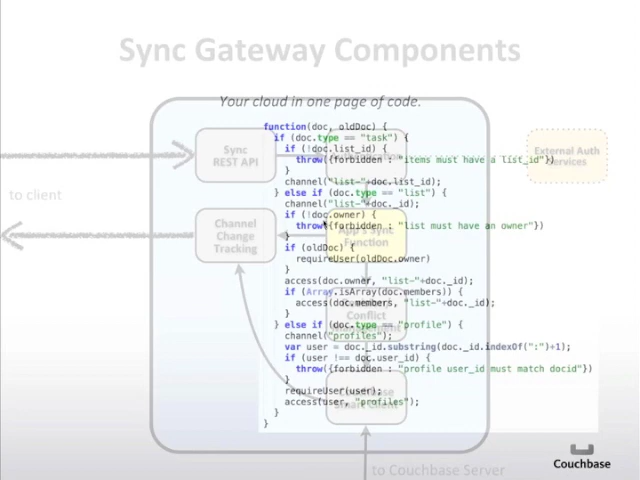 Sync Gateway Components
Your cloud in one page of code.
function(doc, oldDoc) {
if (doc.type == "task") {
if (!doc.list_id) {
throw({forbidden : "items must have a list_id"})
}
channel("list-"+doc.list_id);
} else if (doc.type == "list") {
channel("list-"+doc._id);
if (!doc.owner) {
throw({forbidden : "list must have an owner"})
}
if (oldDoc) {
requireUser(oldDoc.owner)
}
access(doc.owner, "list-"+doc._id);
if (Array.isArray(doc.members)) {
access(doc.members, "list-"+doc._id);
}
} else if (doc.type == "profile") {
channel("profiles");
var user = doc._id.substring(doc._id.indexOf(":")+1);
if (user !== doc.user_id) {
throw({forbidden : "profile user_id must match docid"})
}
requireUser(user);
access(user, "profiles");
}
}
Sync
REST API
External Auth
Services
to client
Channel
Change
Tracking
App's Sync
Function
Conflict
Smart Client
to Couchbase Server
Couchbase